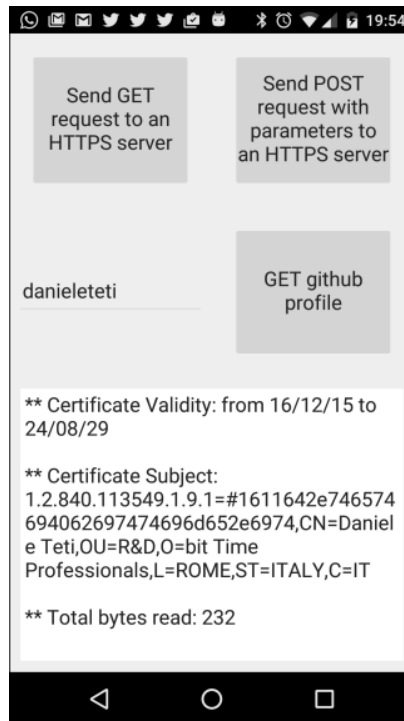 19:54
Send GET
request to an
HTTPS server
Send POST
request with
parameters to
an HTTPS server
danieleteti
GET github
profile
** Certificate Validity: from 16/12/15 to
24/08/29
** Certificate Subject:
1.2.840.113549.1.9.1=#1611642e746574
694062697474696d652e6974,CN=Daniel
e Teti,OU=R&D,O=bit Time
Professionals,L=ROME,ST=ITALY,C=IT
** Total bytes read: 232